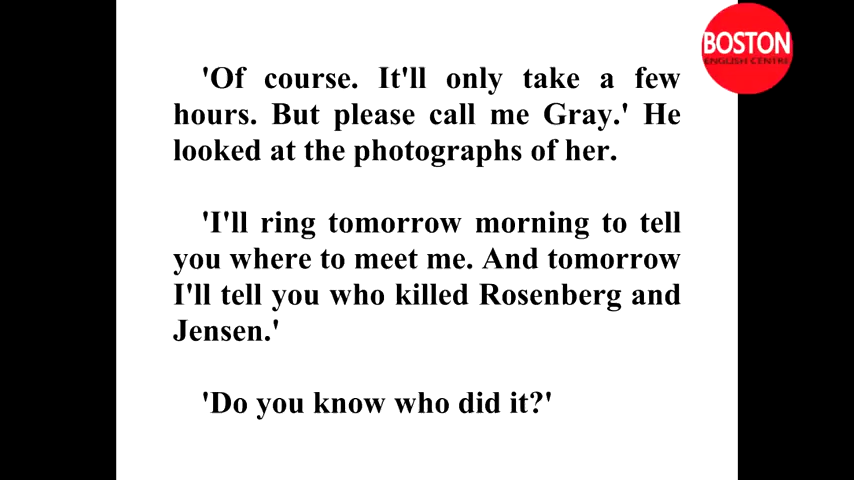 BOSTON
ENGLISH CENTRE
'Of course. It'll only take a few
hours. But please call me Gray.' He
looked at the photographs of her.
'I'll ring tomorrow morning to tell
you where to meet me. And tomorrow
I'll tell you who killed Rosenberg and
Jensen.'
'Do you know who did it?'